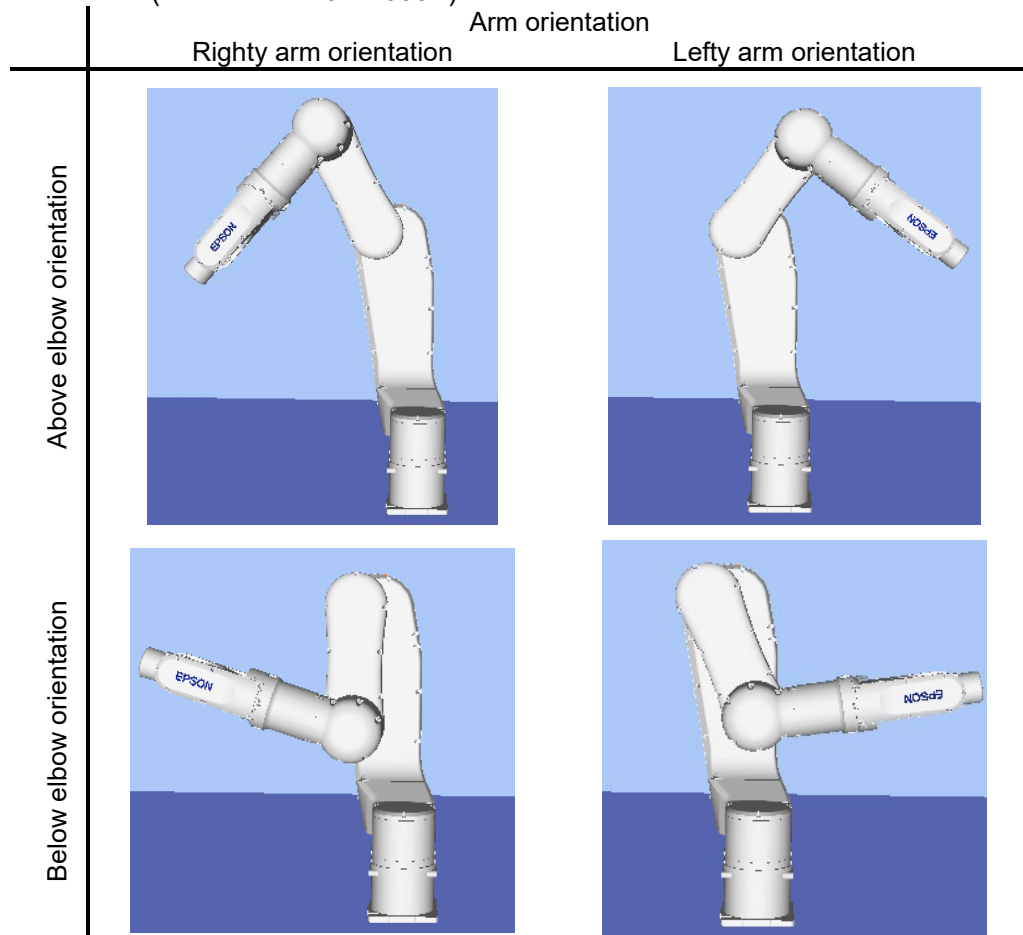 Arm orientation
Righty arm orientation
Lefty arm orientation
Above elbow orientation
EPSON
EPSON
Below elbow orientation
EPSON
EPSON